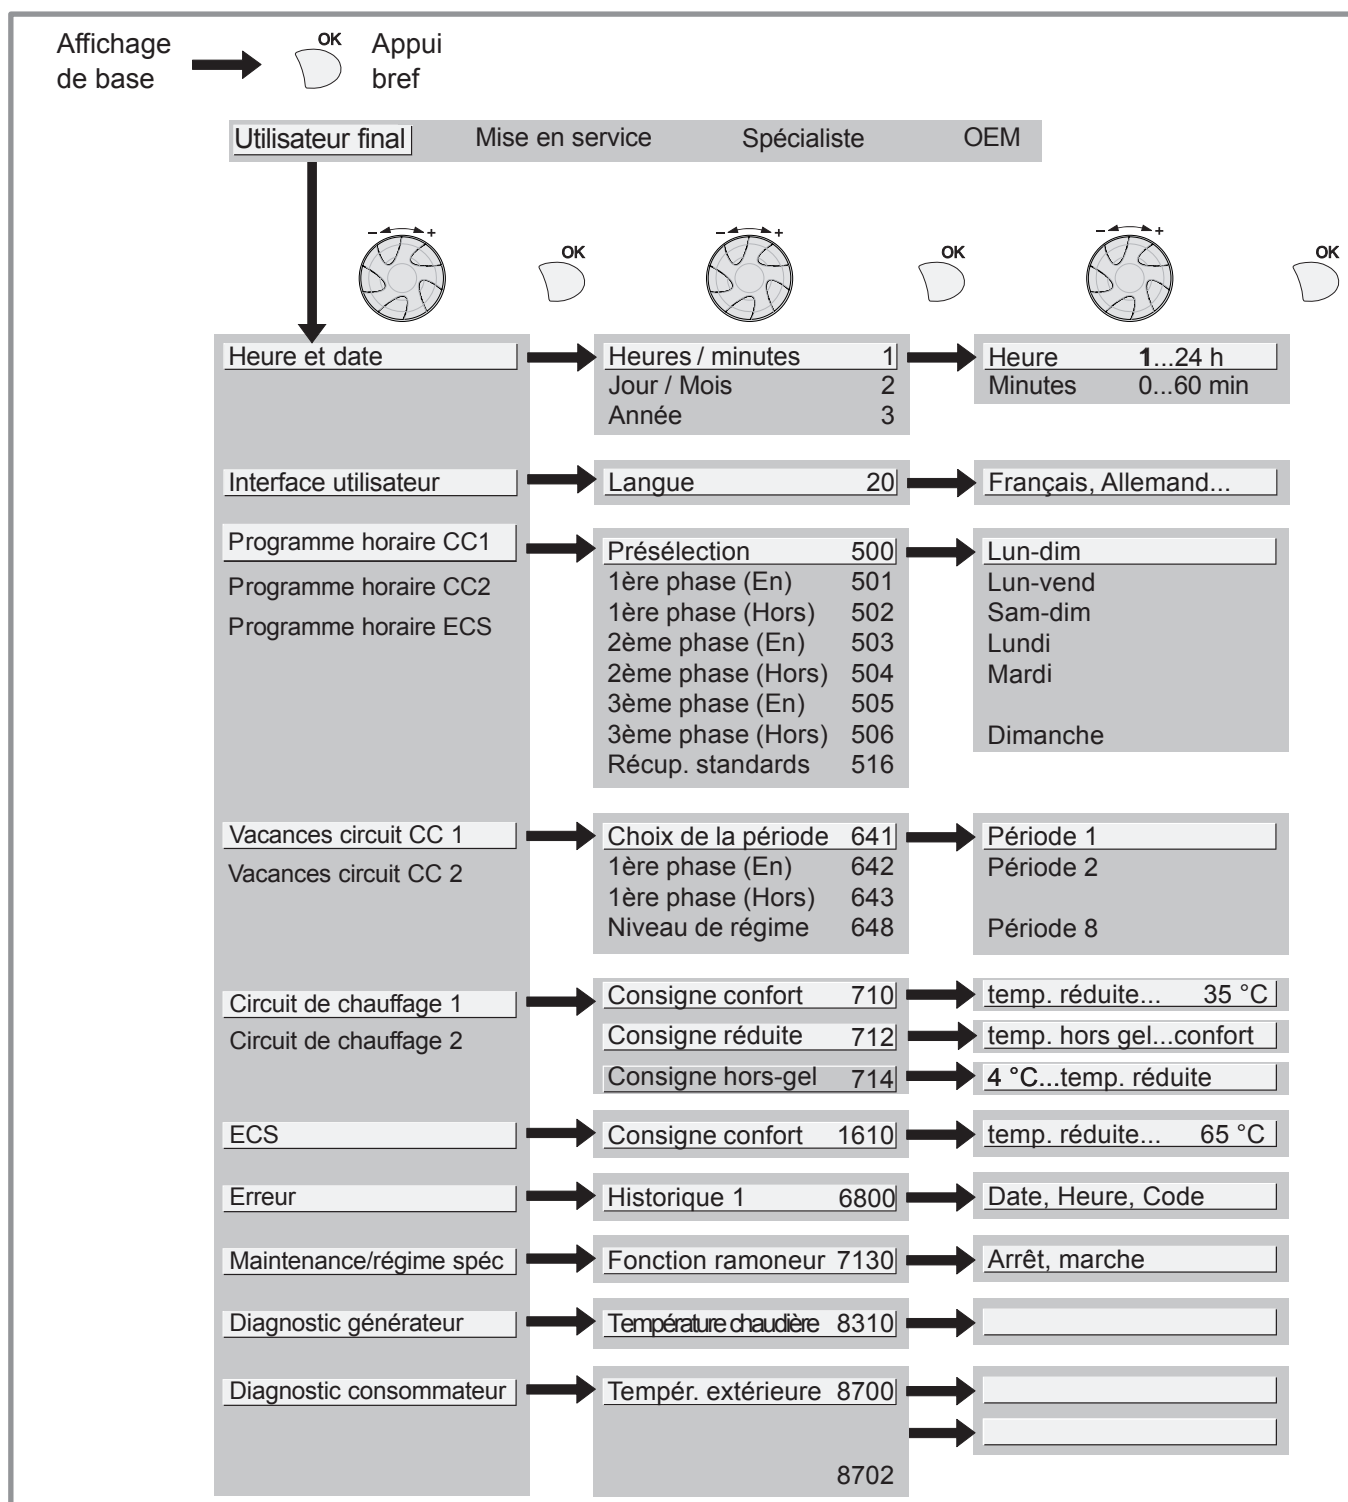 Affichage de base
OK
Appui bref
Utilisateur final Mise en service Spécialiste OEM
- + OK - + OK - + OK
Heure et date
Heures / minutes 1
Jour / Mois 2
Année 3
Heure 1...24 h
Minutes 0...60 min
Interface utilisateur
Langue 20
Français, Allemand...
Programme horaire CC1
Programme horaire CC2
Programme horaire ECS
Présélection 500
1ère phase (En) 501
1ère phase (Hors) 502
2ème phase (En) 503
2ème phase (Hors) 504
3ème phase (En) 505
3ème phase (Hors) 506
Récup. standards 516
Lun-dim
Lun-vend
Sam-dim
Lundi
Mardi
Dimanche
Vacances circuit CC 1
Vacances circuit CC 2
Choix de la période 641
1ère phase (En) 642
1ère phase (Hors) 643
Niveau de régime 648
Période 1
Période 2
Période 8
Circuit de chauffage 1
Circuit de chauffage 2
Consigne confort 710
Consigne réduite 712
Consigne hors-gel 714
temp. réduite... 35 °C
temp. hors gel...confort
4 °C...temp. réduite
ECS
Consigne confort 1610
temp. réduite... 65 °C
Erreur
Historique 1 6800
Date, Heure, Code
Maintenance/régime spéc
Fonction ramoneur 7130
Arrêt, marche
Diagnostic générateur
Température chaudière 8310
Diagnostic consommateur
Tempér. extérieure 8700
8702